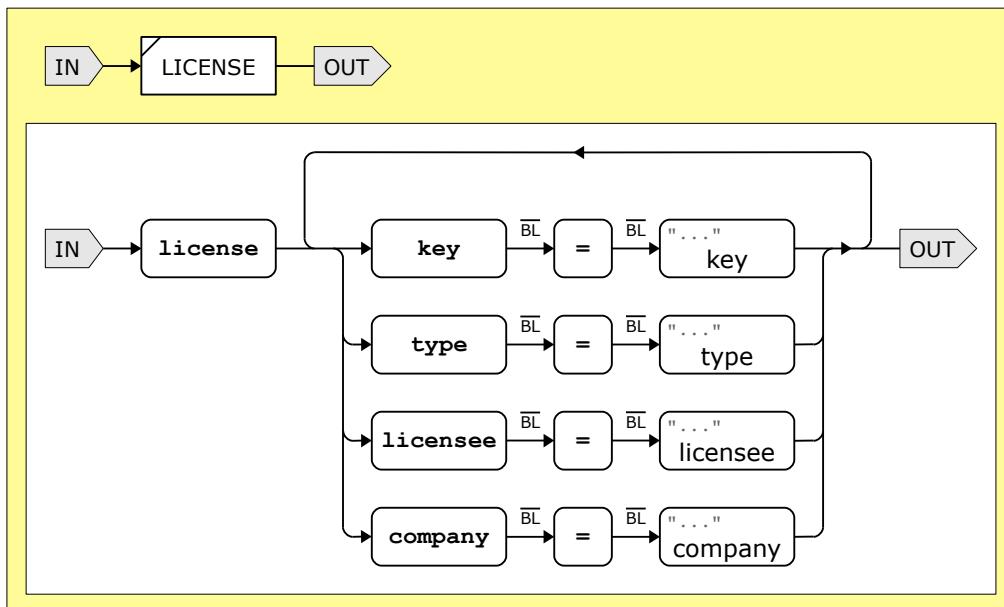 IN LICENSE OUT
IN license key BL = BL "..." key OUT
type BL = BL "..." type
licensee BL = BL "..." licensee
company BL = BL "..." company